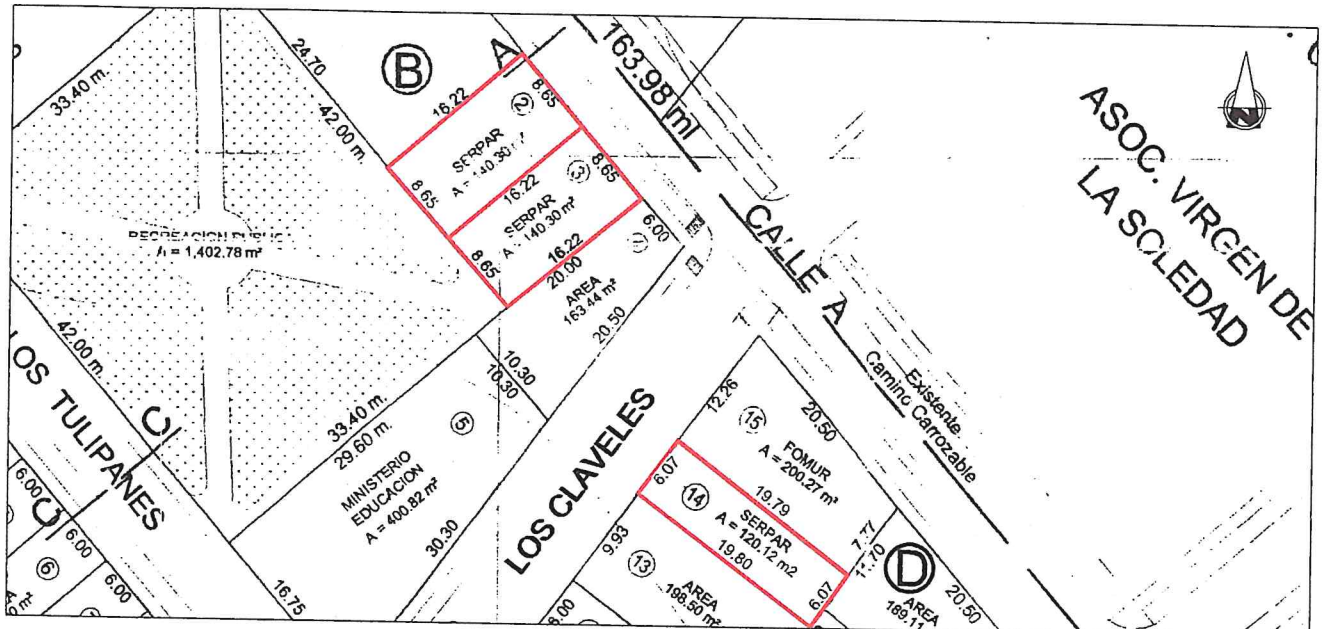 33.40 m.
24.70
42.00 m.
B
A
163.98 ml
16.22
8.65
2
SERPAR
A = 140.30 m²
8.65
16.22
3
8.65
SERPAR
A = 140.30 m²
8.65
16.22
6.00
20.00
AREA
163.44 m²
20.50
RECREACION PUBLICA
A = 1,402.78 m²
N
ASOC. VIRGEN DE
LA SOLEDAD
CALLE A
Existente
Camino Carrozable
42.00 m.
LOS TULIPANES
C
C
6.00
6.00
6.00
6
16.75
33.40 m.
29.60 m.
10.30
10.30
5
MINISTERIO
EDUCACION
A = 400.82 m²
30.30
LOS CLAVELES
12.26
15
20.50
FOMUR
A = 200.27 m²
19.79
7.77
11.70
6.07
14
SERPAR
A = 120.12 m2
19.80
6.07
9.93
13
AREA
198.50 m²
8.00
D
AREA
189.11
20.50